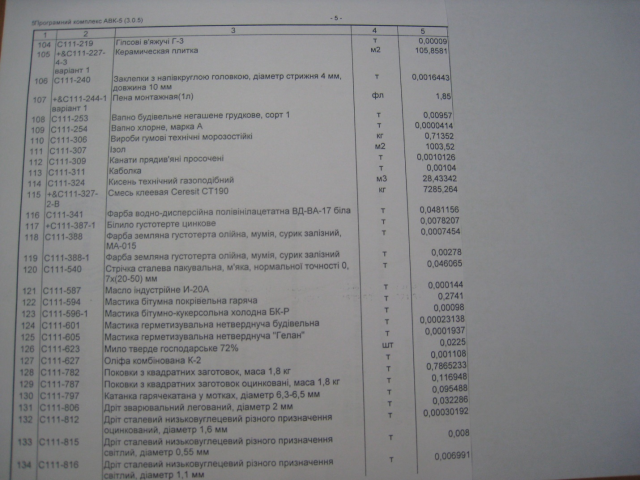 !Програмний комплекс АВК-5 (3.0.5) - 5 -
1 2 3 4 5
104 С111-219 Гіпсові в'яжучі Г-3 т 0,00009
105 +&С111-227- Керамическая плитка м2 105,8581
4-3
варіант 1
106 С111-240 Заклепки з напівкруглою головкою, діаметр стрижня 4 мм, т 0,0016443
довжина 10 мм
107 +&С111-244-1 Пена монтажная(1л) фл 1,85
варіант 1
108 С111-253 Вапно будівельне негашене грудкове, сорт 1 т 0,00957
109 С111-254 Вапно хлорне, марка А т 0,0000414
110 С111-306 Вироби гумові технічні морозостійкі кг 0,71352
111 С111-307 Ізол м2 1003,52
112 С111-309 Канати прядив'яні просочені т 0,0010126
113 С111-311 Каболка т 0,00104
114 С111-324 Кисень технічний газоподібний м3 28,43342
115 +&С111-327- Смесь клеевая Ceresit CT190 кг 7285,264
2-В
116 С111-341 Фарба водно-дисперсійна полівінілацетатна ВД-ВА-17 біла т 0,0481156
117 +С111-387-1 Білило густотерте цинкове т 0,0078207
118 С111-388 Фарба земляна густотерта олійна, мумія, сурик залізний, т 0,0007454
МА-015
119 С111-388-1 Фарба земляна густотерта олійна, мумія, сурик залізний т 0,00278
120 С111-540 Стрічка сталева пакувальна, м'яка, нормальної точності 0, т 0,046065
7х(20-50) мм
121 С111-587 Масло індустрійне И-20А т 0,000144
122 С111-594 Мастика бітумна покрівельна гаряча т 0,2741
123 С111-596-1 Мастика бітумно-кукерсольна холодна БК-Р т 0,00098
124 С111-601 Мастика герметизувальна нетверднуча будівельна т 0,00023138
125 С111-605 Мастика герметизувальна нетверднуча "Гелан" т 0,0001937
126 С111-623 Мило тверде господарське 72% шт 0,0225
127 С111-627 Оліфа комбінована К-2 т 0,001108
128 С111-782 Поковки з квадратних заготовок, маса 1,8 кг т 0,7865233
129 С111-787 Поковки з квадратних заготовок оцинковані, маса 1,8 кг т 0,116948
130 С111-797 Катанка гарячекатана у мотках, діаметр 6,3-6,5 мм т 0,095488
131 С111-806 Дріт зварювальний легований, діаметр 2 мм т 0,032286
132 С111-812 Дріт сталевий низьковуглецевий різного призначення т 0,00030192
оцинкований, діаметр 1,6 мм
133 С111-815 Дріт сталевий низьковуглецевий різного призначення т 0,008
світлий, діаметр 0,55 мм
134 С111-816 Дріт сталевий низьковуглецевий різного призначення т 0,006991
світлий, діаметр 1,1 мм